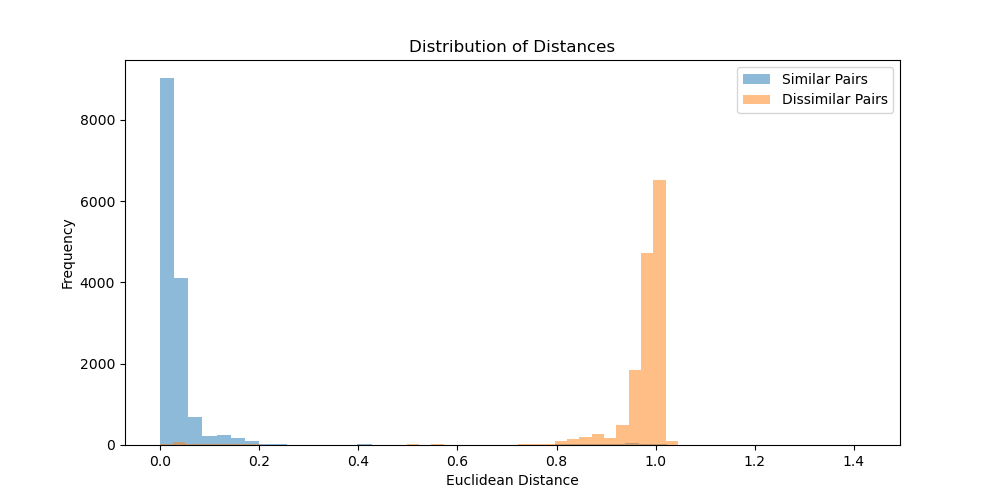 Distribution of Distances
Similar Pairs
Dissimilar Pairs
Frequency
8000
6000
4000
2000
0
0.0 0.2 0.4 0.6 0.8 1.0 1.2 1.4
Euclidean Distance